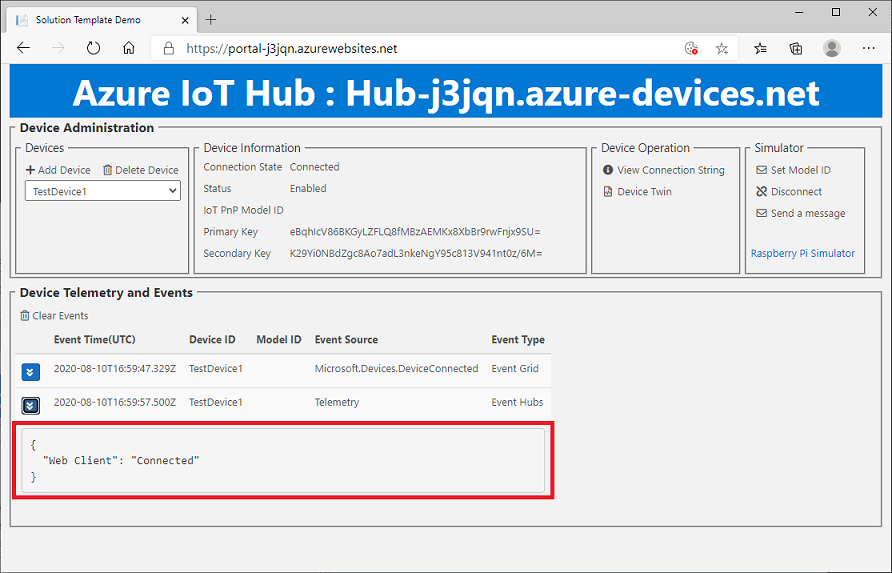 Solution Template Demo
https://portal-j3jqn.azurewebsites.net
Azure IoT Hub : Hub-j3jqn.azure-devices.net
Device Administration
Devices
Add Device Delete Device
TestDevice1
Device Information
Connection State Connected
Status Enabled
IoT PnP Model ID
Primary Key eBqhIcV86BKGyLZFLQ8fMBzAEMKx8XbBr9rwFnjx9SU=
Secondary Key K29Yi0NBdZgc8Ao7adL3nkeNgY95c813V941nt0z/6M=
Device Operation
View Connection String
Device Twin
Simulator
Set Model ID
Disconnect
Send a message
Raspberry Pi Simulator
Device Telemetry and Events
Clear Events
Event Time(UTC) Device ID Model ID Event Source Event Type
2020-08-10T16:59:47.329Z TestDevice1 Microsoft.Devices.DeviceConnected Event Grid
2020-08-10T16:59:57.500Z TestDevice1 Telemetry Event Hubs
{
"Web Client": "Connected"
}